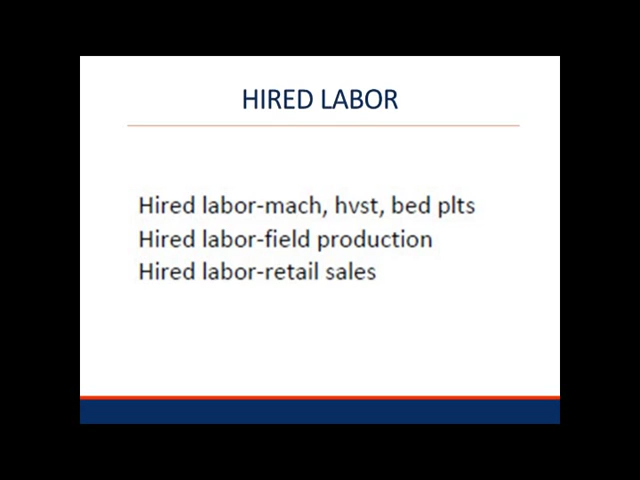 HIRED LABOR
Hired labor-mach, hvst, bed plts
Hired labor-field production
Hired labor-retail sales